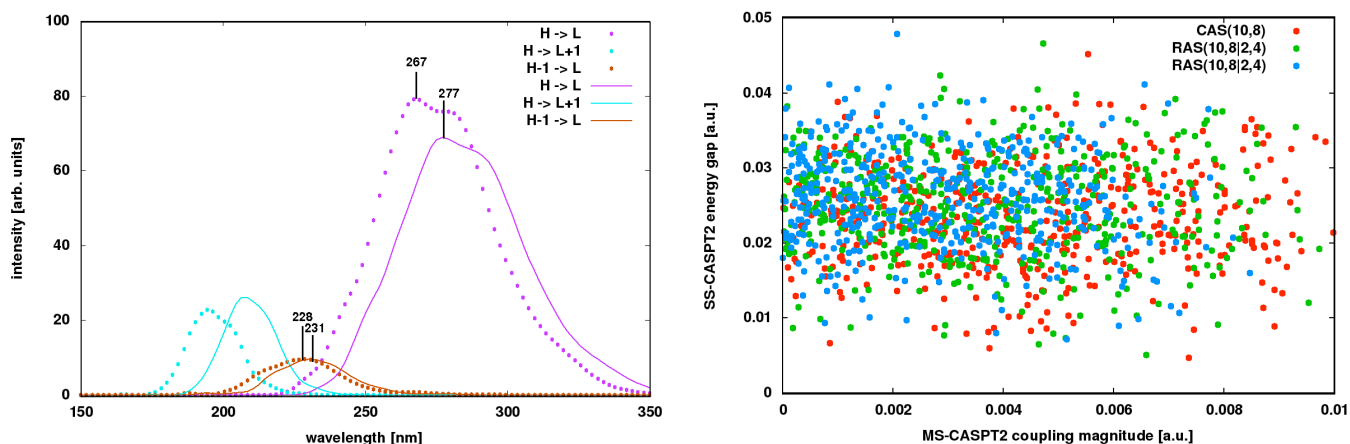 100
80
60
40
20
0
150
200
250
300
350
intensity [arb. units]
wavelength [nm]
H -> L
H -> L+1
H-1 -> L
H -> L
H -> L+1
H-1 -> L
267
277
228
231
0.05
0.04
0.03
0.02
0.01
0
0
0.002
0.004
0.006
0.008
0.01
SS-CASPT2 energy gap [a.u.]
MS-CASPT2 coupling magnitude [a.u.]
CAS(10,8)
RAS(10,8|2,4)
RAS(10,8|2,4)